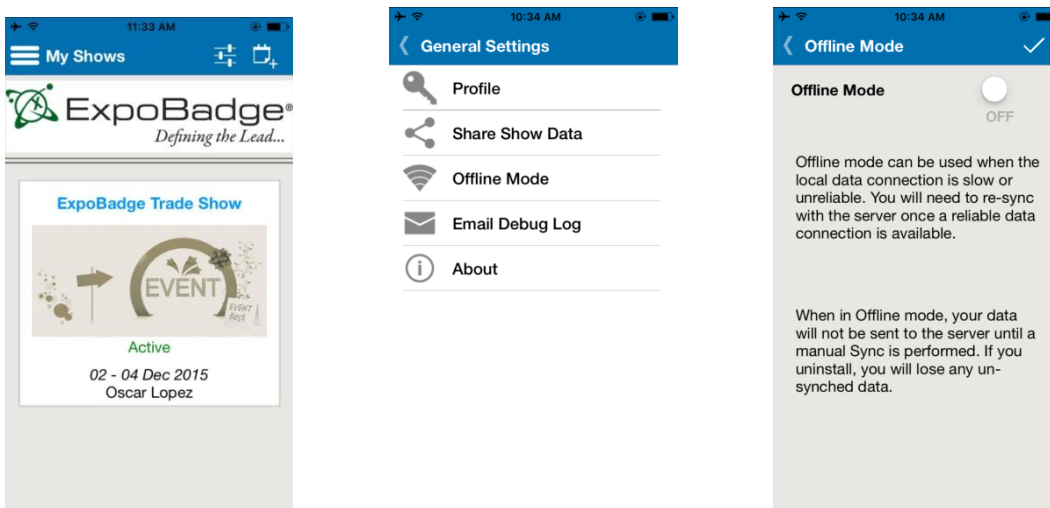 11:33 AM
My Shows
ExpoBadge®
Defining the Lead...
ExpoBadge Trade Show
EVENT
EVENT
Best
Active
02 - 04 Dec 2015
Oscar Lopez
10:34 AM
General Settings
Profile
Share Show Data
Offline Mode
Email Debug Log
About
10:34 AM
Offline Mode
Offline Mode
OFF
Offline mode can be used when the
local data connection is slow or
unreliable. You will need to re-sync
with the server once a reliable data
connection is available.
When in Offline mode, your data
will not be sent to the server until a
manual Sync is performed. If you
uninstall, you will lose any un-
synched data.